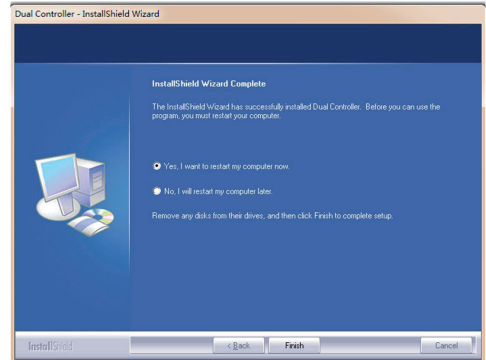 Dual Controller - InstallShield Wizard
InstallShield Wizard Complete
The InstallShield Wizard has successfully installed Dual Controller. Before you can use the
program, you must restart your computer.
Yes, I want to restart my computer now.
No, I will restart my computer later.
Remove any disks from their drives, and then click Finish to complete setup.
InstallShield
< Back
Finish
Cancel